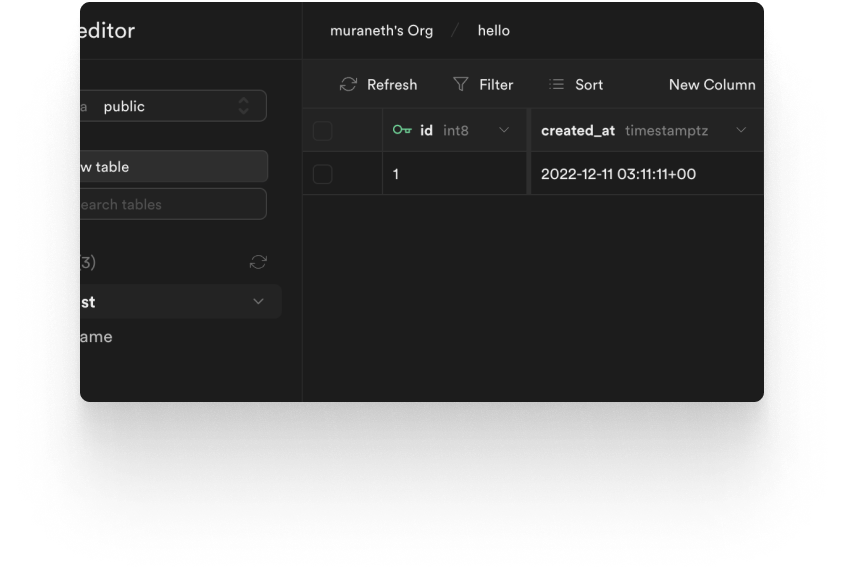 editor
muraneth's Org / hello
Refresh Filter Sort New Column
a public
id int8 created_at timestamptz
1 2022-12-11 03:11:11+00
w table
earch tables
(3)
st
ame